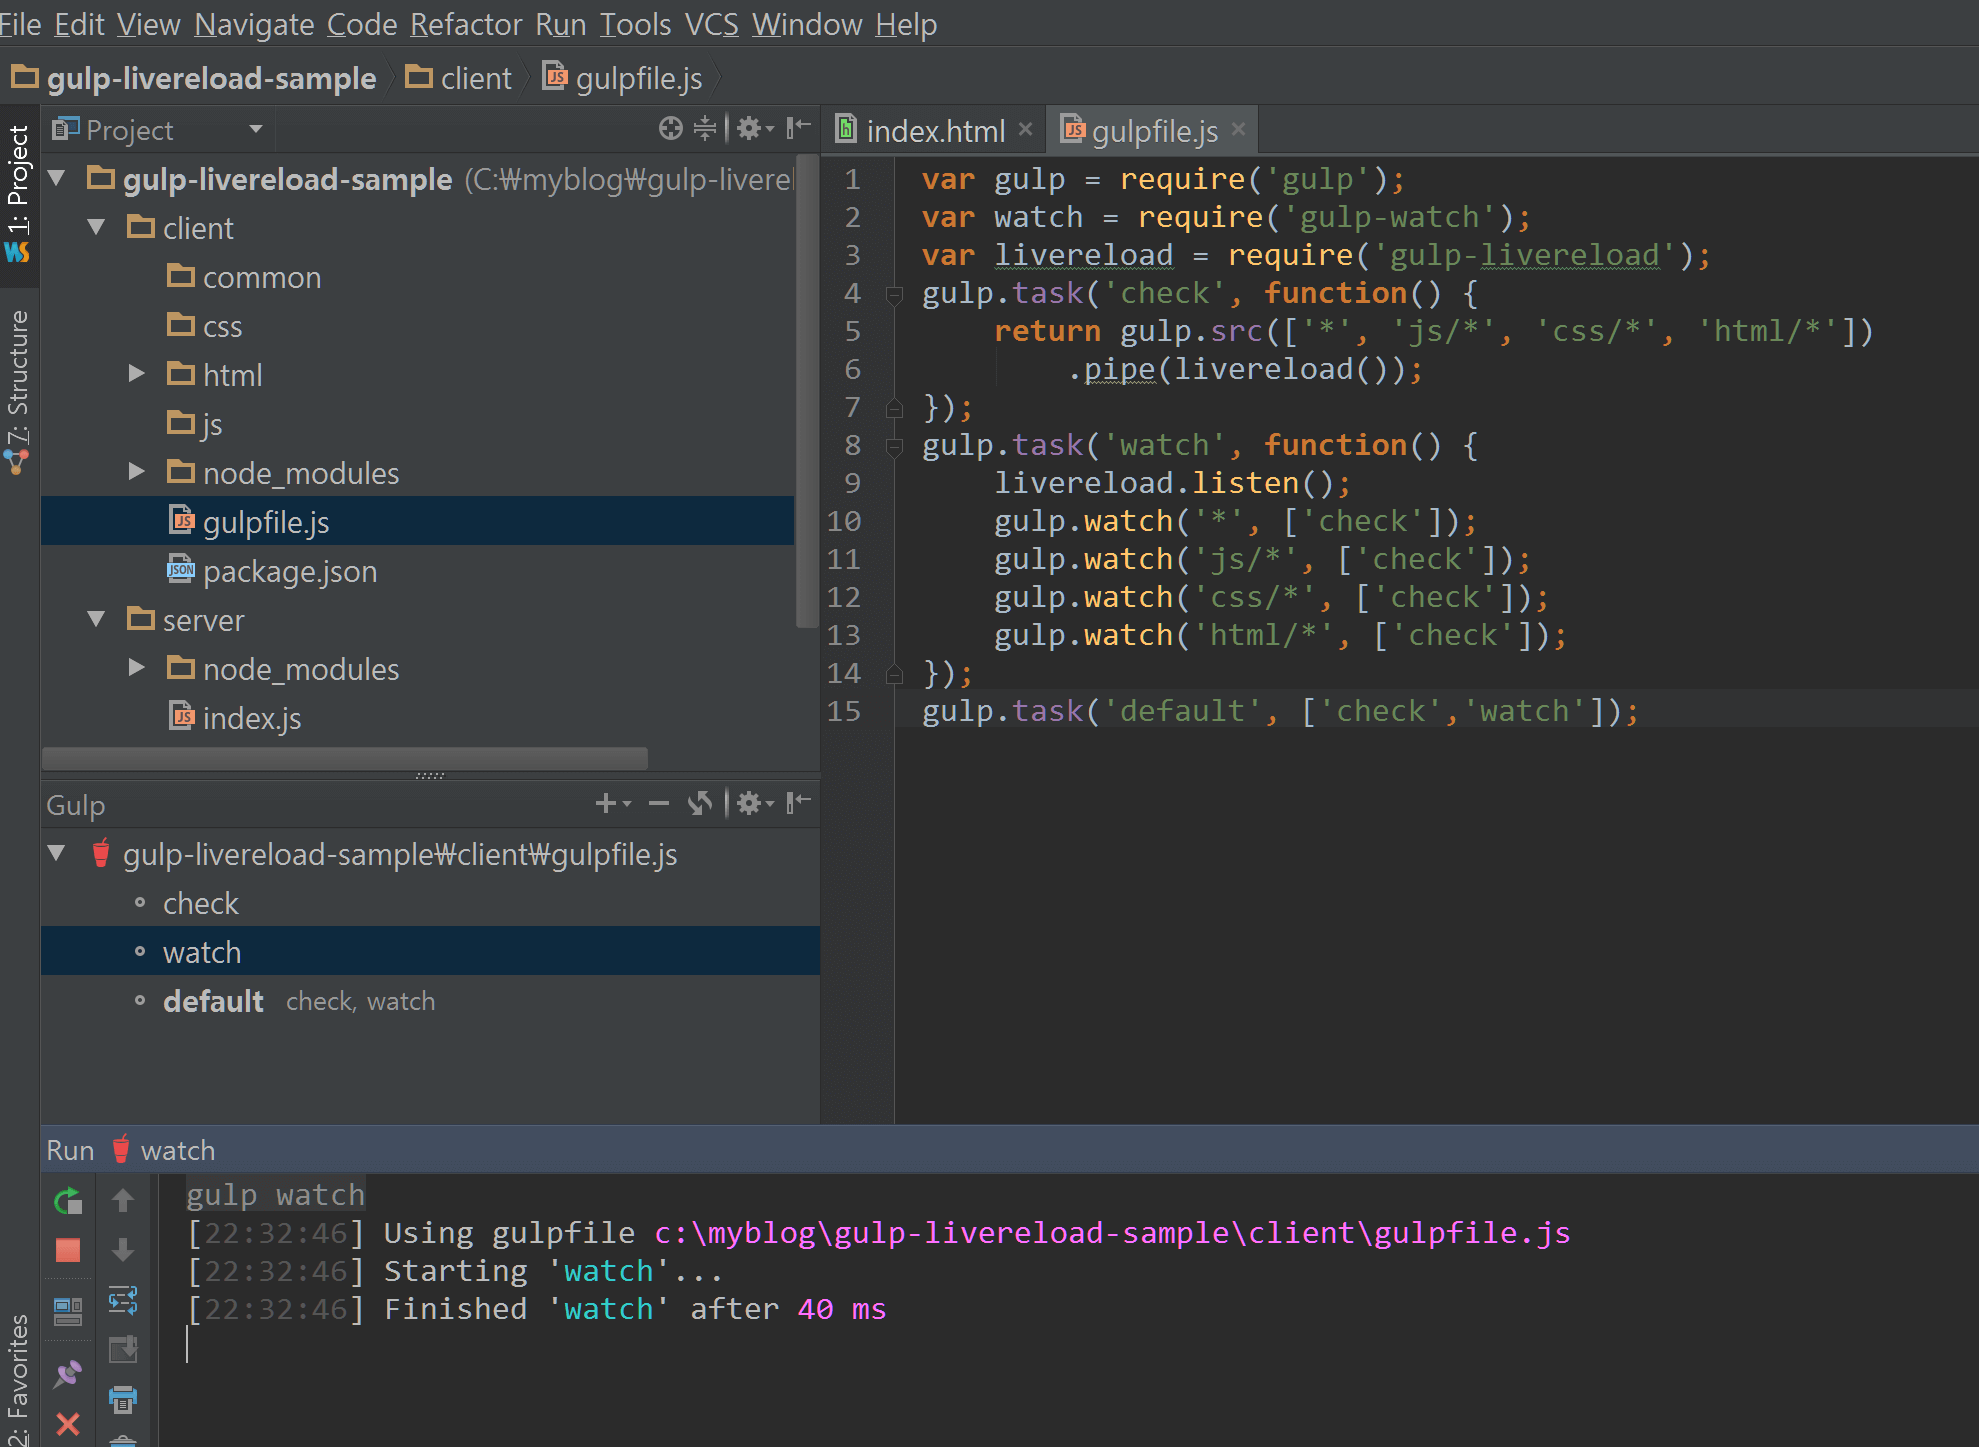 File Edit View Navigate Code Refactor Run Tools VCS Window Help
gulp-livereload-sample client gulpfile.js
1: Project
7: Structure
2: Favorites
Project
gulp-livereload-sample (C:₩myblog₩gulp-liverel
client
common
css
html
js
node_modules
gulpfile.js
package.json
server
node_modules
index.js
index.html gulpfile.js
1 var gulp = require('gulp');
2 var watch = require('gulp-watch');
3 var livereload = require('gulp-livereload');
4 gulp.task('check', function() {
5 return gulp.src(['*', 'js/*', 'css/*', 'html/*'])
6 .pipe(livereload());
7 });
8 gulp.task('watch', function() {
9 livereload.listen();
10 gulp.watch('*', ['check']);
11 gulp.watch('js/*', ['check']);
12 gulp.watch('css/*', ['check']);
13 gulp.watch('html/*', ['check']);
14 });
15 gulp.task('default', ['check','watch']);
Gulp
gulp-livereload-sample₩client₩gulpfile.js
check
watch
default check, watch
Run watch
gulp watch
[22:32:46] Using gulpfile c:\myblog\gulp-livereload-sample\client\gulpfile.js
[22:32:46] Starting 'watch'...
[22:32:46] Finished 'watch' after 40 ms